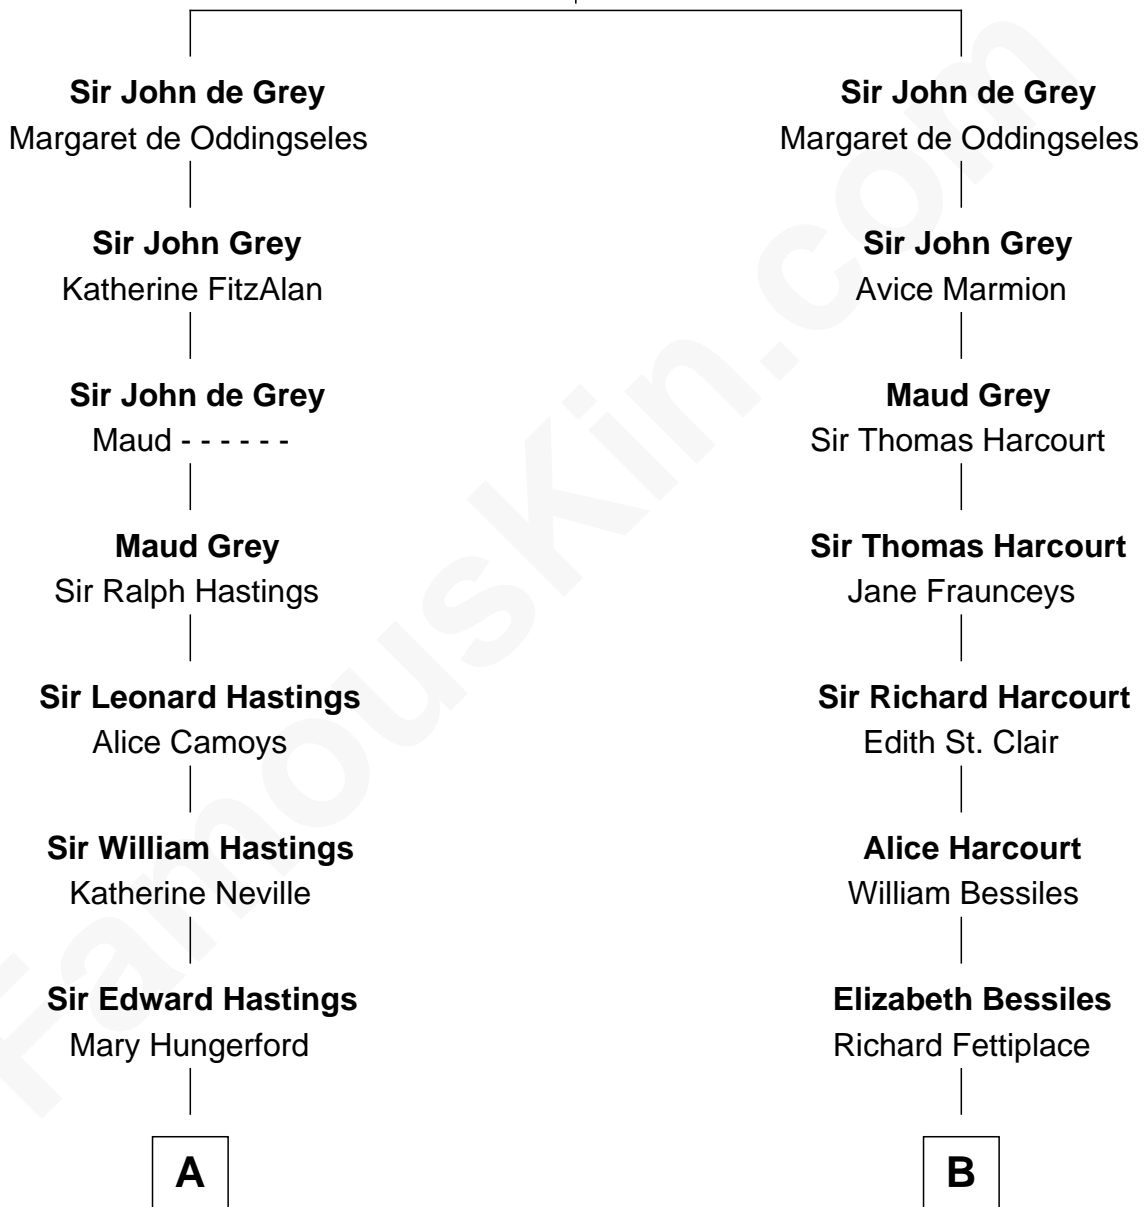 Sir John de Grey
Margaret de Oddingseles
Sir John Grey
Katherine FitzAlan
Sir John de Grey
Maud - - - - - -
Maud Grey
Sir Ralph Hastings
Sir Leonard Hastings
Alice Camoys
Sir William Hastings
Katherine Neville
Sir Edward Hastings
Mary Hungerford
A
Sir John de Grey
Margaret de Oddingseles
Sir John Grey
Avice Marmion
Maud Grey
Sir Thomas Harcourt
Sir Thomas Harcourt
Jane Fraunceys
Sir Richard Harcourt
Edith St. Clair
Alice Harcourt
William Bessiles
Elizabeth Bessiles
Richard Fettiplace
B
FamousKin.com